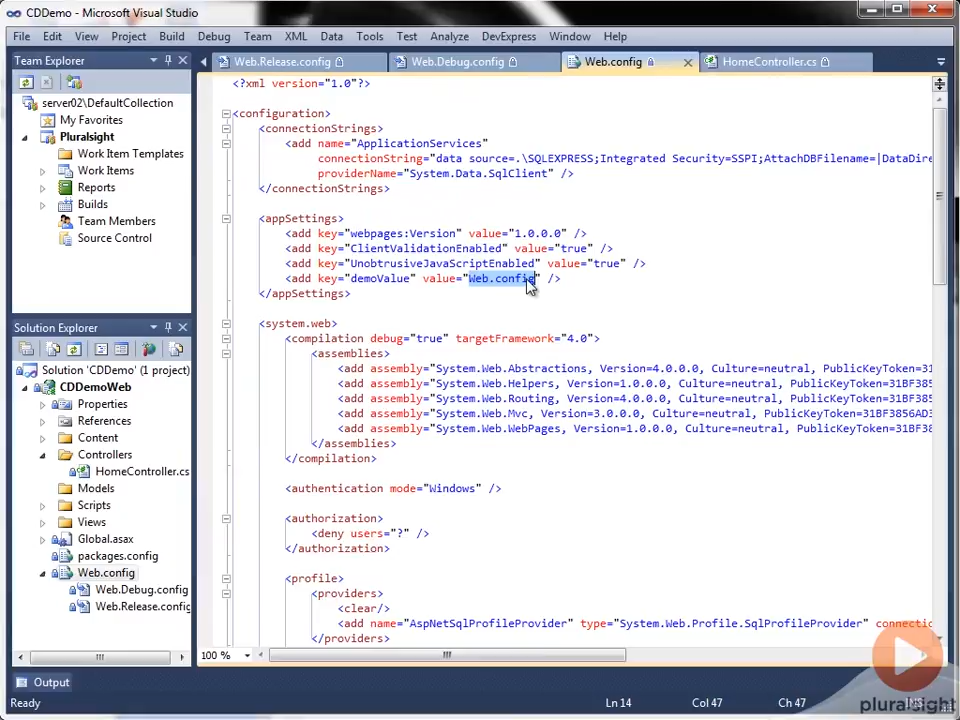 CDDemo - Microsoft Visual Studio
File Edit View Project Build Debug Team XML Data Tools Test Analyze DevExpress Window Help
Team Explorer
server02\DefaultCollection
My Favorites
Pluralsight
Work Item Templates
Work Items
Reports
Builds
Team Members
Source Control
Solution Explorer
Solution 'CDDemo' (1 project)
CDDemoWeb
Properties
References
Content
Controllers
HomeController.cs
Models
Scripts
Views
Global.asax
packages.config
Web.config
Web.Debug.config
Web.Release.config
Web.Release.config Web.Debug.config Web.config HomeController.cs
<?xml version="1.0"?>
<configuration>
<connectionStrings>
<add name="ApplicationServices"
connectionString="data source=.\SQLEXPRESS;Integrated Security=SSPI;AttachDBFilename=|DataDire
providerName="System.Data.SqlClient" />
</connectionStrings>
<appSettings>
<add key="webpages:Version" value="1.0.0.0" />
<add key="ClientValidationEnabled" value="true" />
<add key="UnobtrusiveJavaScriptEnabled" value="true" />
<add key="demoValue" value="Web.config" />
</appSettings>
<system.web>
<compilation debug="true" targetFramework="4.0">
<assemblies>
<add assembly="System.Web.Abstractions, Version=4.0.0.0, Culture=neutral, PublicKeyToken=31
<add assembly="System.Web.Helpers, Version=1.0.0.0, Culture=neutral, PublicKeyToken=31BF385
<add assembly="System.Web.Routing, Version=4.0.0.0, Culture=neutral, PublicKeyToken=31BF385
<add assembly="System.Web.Mvc, Version=3.0.0.0, Culture=neutral, PublicKeyToken=31BF3856AD3
<add assembly="System.Web.WebPages, Version=1.0.0.0, Culture=neutral, PublicKeyToken=31BF38
</assemblies>
</compilation>
<authentication mode="Windows" />
<authorization>
<deny users="?" />
</authorization>
<profile>
<providers>
<clear/>
<add name="AspNetSqlProfileProvider" type="System.Web.Profile.SqlProfileProvider" connecti
</providers>
100 %
Output
Ready Ln 14 Col 47 Ch 47 INS
pluralsight